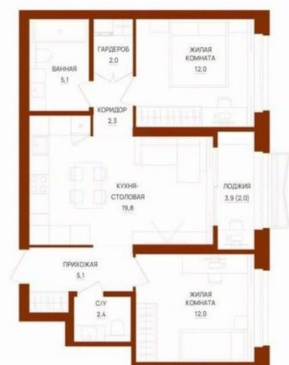 ГАРДЕРОБ
2,0
ЖИЛАЯ
КОМНАТА
12,0
ВАННАЯ
5,1
КОРИДОР
2,3
КУХНЯ-
СТОЛОВАЯ
19,8
ЛОДЖИЯ
3,9 (2,0)
ПРИХОЖАЯ
5,1
С/У
2,4
ЖИЛАЯ
КОМНАТА
12,0